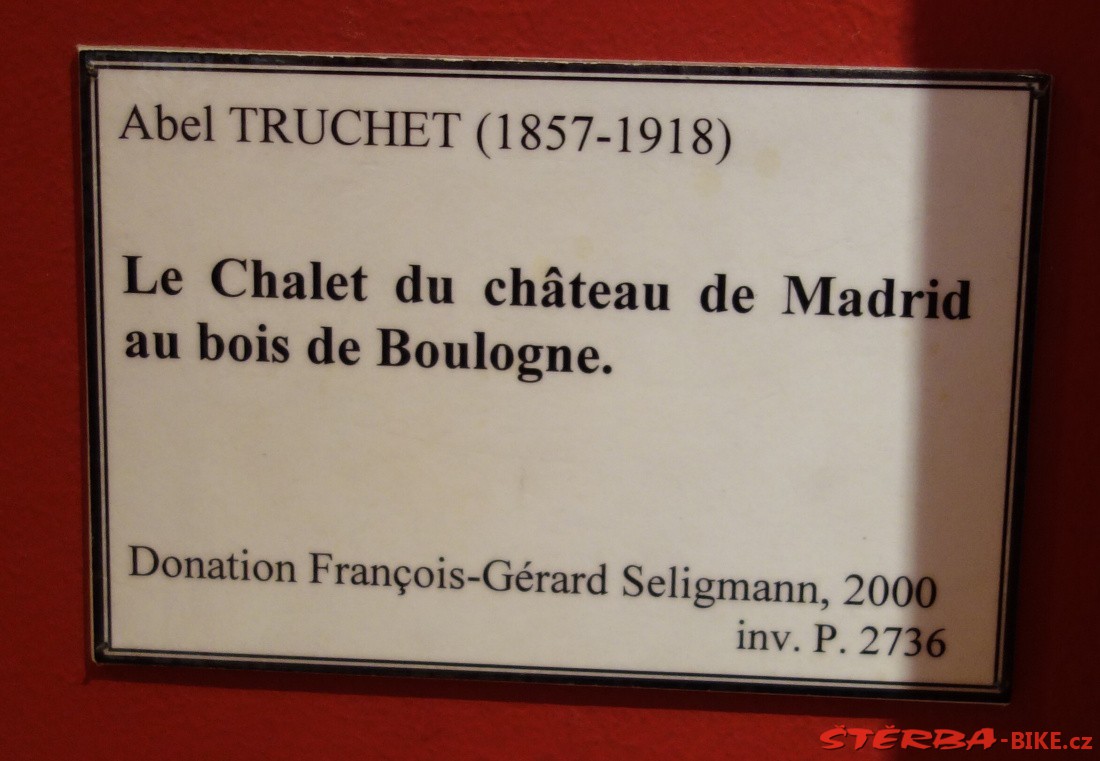 Abel TRUCHET (1857-1918)
Le Chalet du château de Madrid
au bois de Boulogne.
Donation François-Gérard Seligmann, 2000
inv. P. 2736
ŠTĚRBA-BIKE.cz